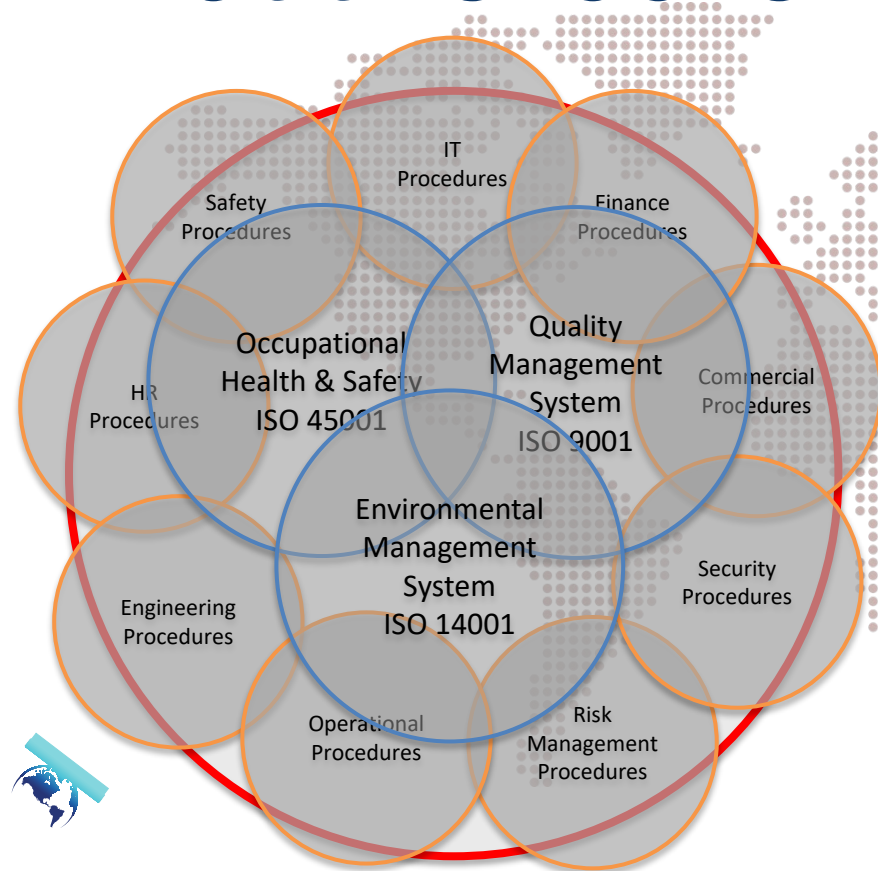 IT
Procedures
Safety
Procedures
Finance
Procedures
Occupational
Health & Safety
ISO 45001
Quality
Management
System
ISO 9001
HR
Procedures
Commercial
Procedures
Environmental
Management
System
ISO 14001
Security
Procedures
Engineering
Procedures
Operational
Procedures
Risk
Management
Procedures